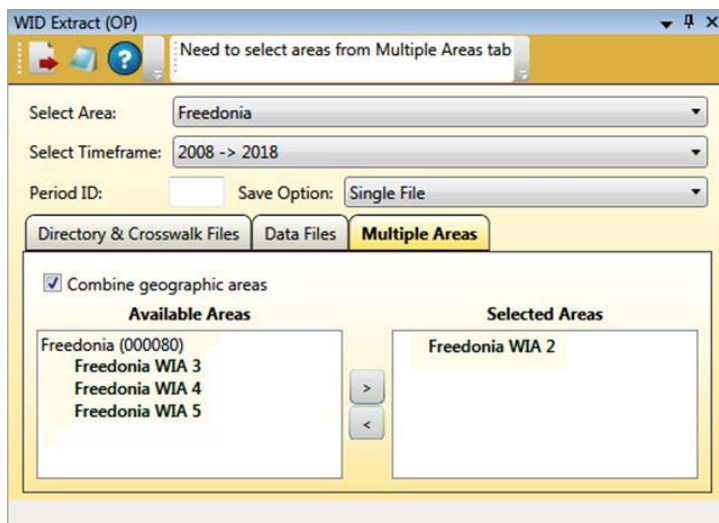 WID Extract (OP)
Need to select areas from Multiple Areas tab
Select Area: Freedonia
Select Timeframe: 2008 -> 2018
Period ID: Save Option: Single File
Directory & Crosswalk Files Data Files Multiple Areas
Combine geographic areas
Available Areas Selected Areas
Freedonia (000080) Freedonia WIA 2
Freedonia WIA 3
Freedonia WIA 4
>
Freedonia WIA 5
<